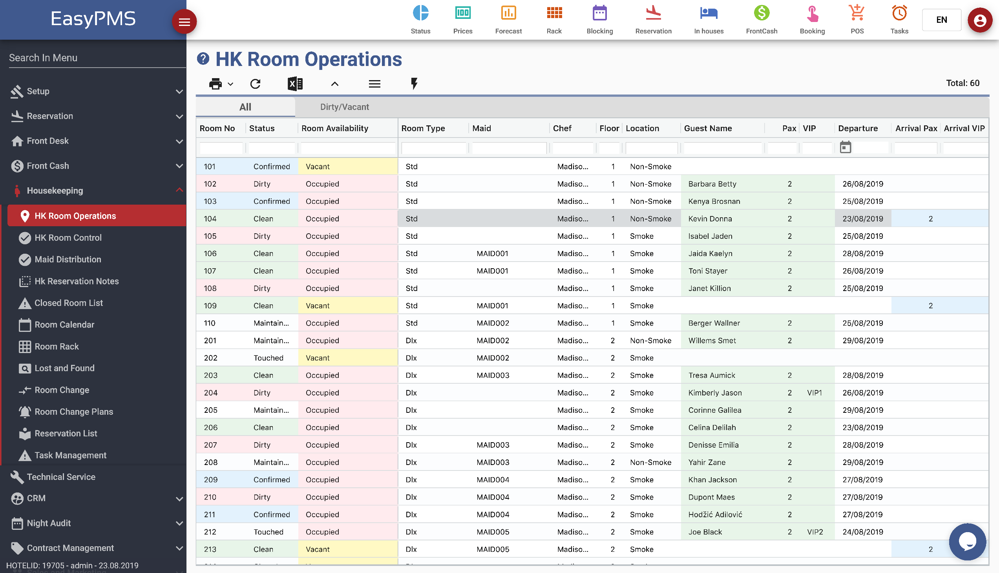 EasyPMS
Status Prices Forecast Rack Blocking Reservation In houses FrontCash Booking POS Tasks EN
100
Search In Menu
Setup
Reservation
Front Desk
Front Cash
Housekeeping
HK Room Operations
HK Room Control
Maid Distribution
Hk Reservation Notes
Closed Room List
Room Calendar
Room Rack
Lost and Found
Room Change
Room Change Plans
Reservation List
Task Management
Technical Service
CRM
Night Audit
Contract Management
HOTELID: 19705 - admin - 23.08.2019
Sales and Marketing
HK Room Operations
Total: 60
All Dirty/Vacant
Room No Status Room Availability Room Type Maid Chef Floor Location Guest Name Pax VIP Departure Arrival Pax Arrival VIP
101 Confirmed Vacant Std Madiso... 1 Non-Smoke
102 Dirty Occupied Std Madiso... 1 Non-Smoke Barbara Betty 2 26/08/2019
103 Confirmed Occupied Std Madiso... 1 Non-Smoke Kenya Brosnan 2 25/08/2019
104 Clean Occupied Std Madiso... 1 Non-Smoke Kevin Donna 2 23/08/2019 2
105 Dirty Occupied Std Madiso... 1 Smoke Isabel Jaden 2 25/08/2019
106 Clean Occupied Std MAID001 Madiso... 1 Smoke Jaida Kaelyn 2 28/08/2019
107 Clean Occupied Std MAID001 Madiso... 1 Smoke Toni Stayer 2 26/08/2019
108 Dirty Occupied Std Madiso... 1 Smoke Janet Killion 2 25/08/2019
109 Clean Vacant Std MAID001 Madiso... 1 Smoke 2
110 Maintain... Occupied Std MAID002 Madiso... 1 Smoke Berger Wallner 2 25/08/2019
201 Maintain... Occupied Dlx MAID002 Madiso... 2 Non-Smoke Willems Smet 2 29/08/2019
202 Touched Vacant Dlx MAID002 Madiso... 2 Smoke
203 Clean Occupied Dlx MAID003 Madiso... 2 Smoke Tresa Aumick 2 28/08/2019
204 Dirty Occupied Dlx Madiso... 2 Smoke Kimberly Jason 2 VIP1 26/08/2019
205 Maintain... Occupied Dlx Madiso... 2 Smoke Corinne Galilea 2 29/08/2019
206 Clean Occupied Dlx Madiso... 2 Smoke Celina Delilah 2 23/08/2019
207 Dirty Occupied Dlx MAID003 Madiso... 2 Smoke Denisse Emilia 2 28/08/2019
208 Maintain... Occupied Dlx MAID003 Madiso... 2 Non-Smoke Yahir Zane 2 29/08/2019
209 Confirmed Occupied Dlx MAID004 Madiso... 2 Smoke Khan Jackson 2 27/08/2019
210 Dirty Occupied Dlx MAID004 Madiso... 2 Smoke Dupont Maes 2 27/08/2019
211 Confirmed Occupied Dlx MAID004 Madiso... 2 Smoke Hodžić Adilović 2 27/08/2019
212 Touched Occupied Dlx MAID005 Madiso... 2 Smoke Joe Black 2 VIP2 24/08/2019
213 Clean Vacant Dlx MAID005 Madiso... 2 Smoke 2